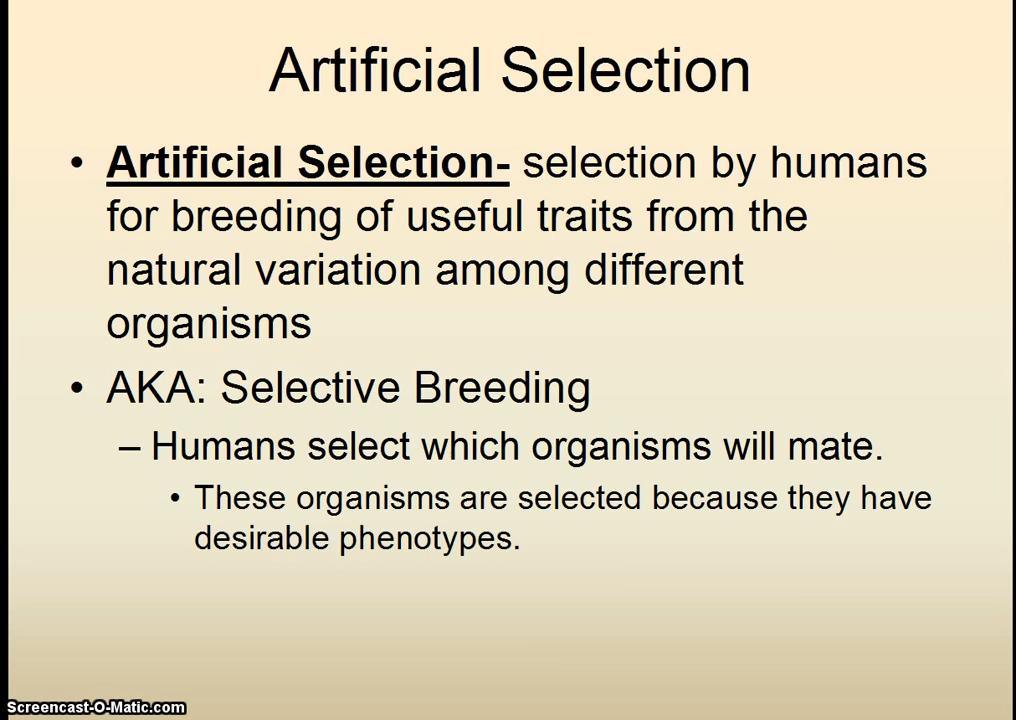 Artificial Selection
• Artificial Selection- selection by humans
for breeding of useful traits from the
natural variation among different
organisms
• AKA: Selective Breeding
– Humans select which organisms will mate.
• These organisms are selected because they have
desirable phenotypes.
Screencast-O-Matic.com